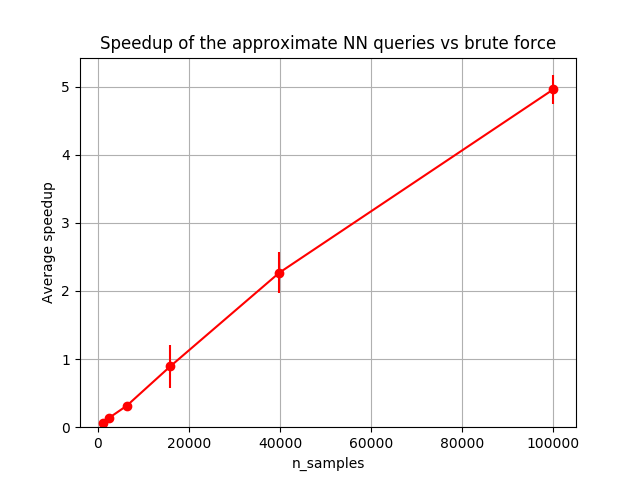 Speedup of the approximate NN queries vs brute force
5
4
3
2
1
0
Average speedup
0 20000 40000 60000 80000 100000
n_samples